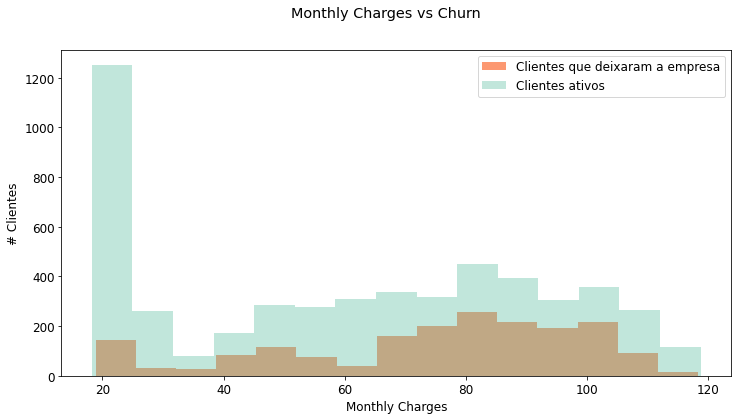 Monthly Charges vs Churn
Clientes que deixaram a empresa
Clientes ativos
# Clientes
1200
1000
800
600
400
200
0
20 40 60 80 100 120
Monthly Charges